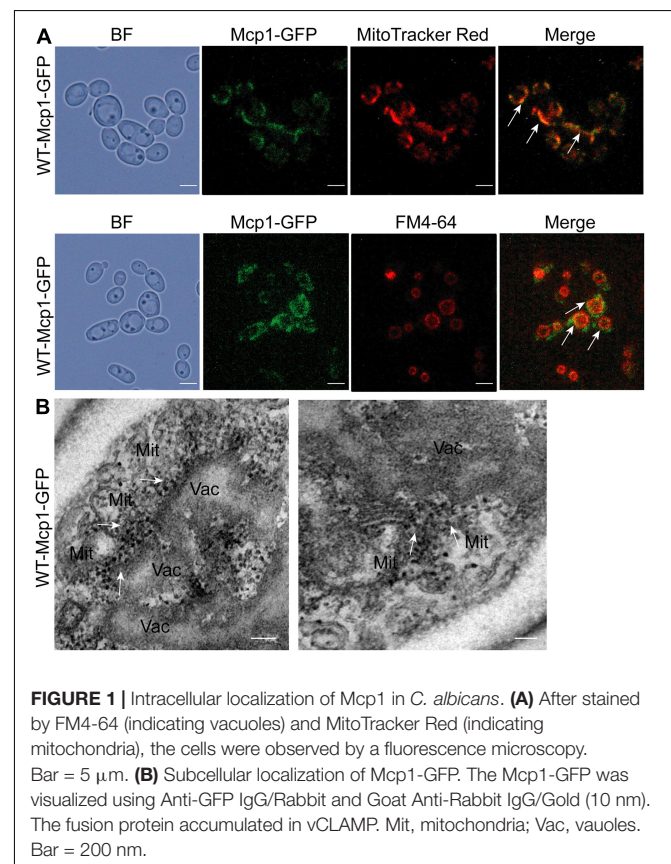 A
BF Mcp1-GFP MitoTracker Red Merge
WT-Mcp1-GFP
BF Mcp1-GFP FM4-64 Merge
WT-Mcp1-GFP
B
WT-Mcp1-GFP
Mit
Mit
Vac
Mit
Vac
Vac
Vac
Mit
Mit
FIGURE 1 | Intracellular localization of Mcp1 in C. albicans. (A) After stained
by FM4-64 (indicating vacuoles) and MitoTracker Red (indicating
mitochondria), the cells were observed by a fluorescence microscopy.
Bar = 5 μm. (B) Subcellular localization of Mcp1-GFP. The Mcp1-GFP was
visualized using Anti-GFP IgG/Rabbit and Goat Anti-Rabbit IgG/Gold (10 nm).
The fusion protein accumulated in vCLAMP. Mit, mitochondria; Vac, vauoles.
Bar = 200 nm.